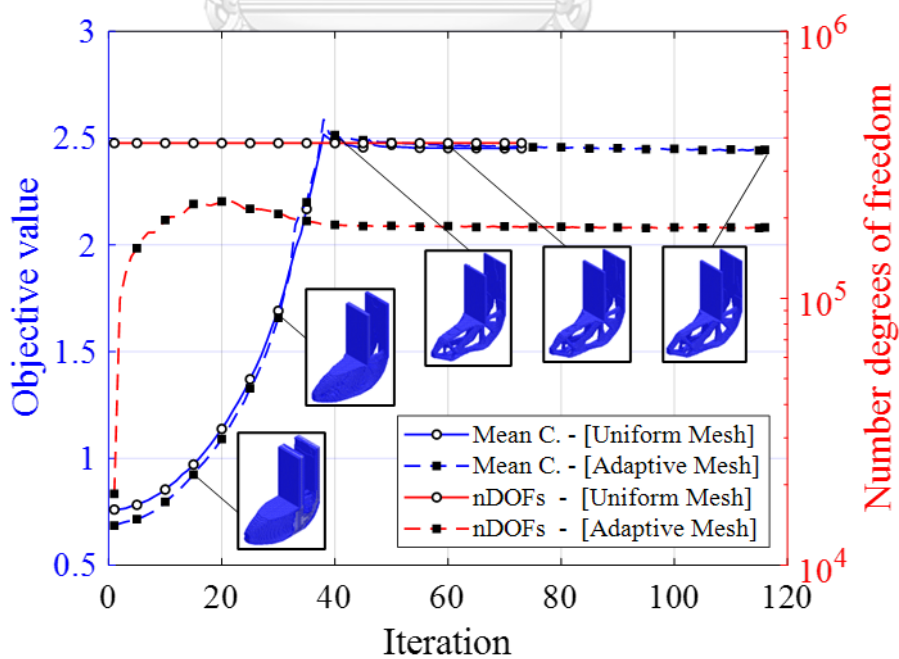 3
2.5
2
1.5
1
0.5
Objective value
10^6
10^5
10^4
Number degrees of freedom
Mean C. - [Uniform Mesh]
Mean C. - [Adaptive Mesh]
nDOFs - [Uniform Mesh]
nDOFs - [Adaptive Mesh]
0 20 40 60 80 100 120
Iteration